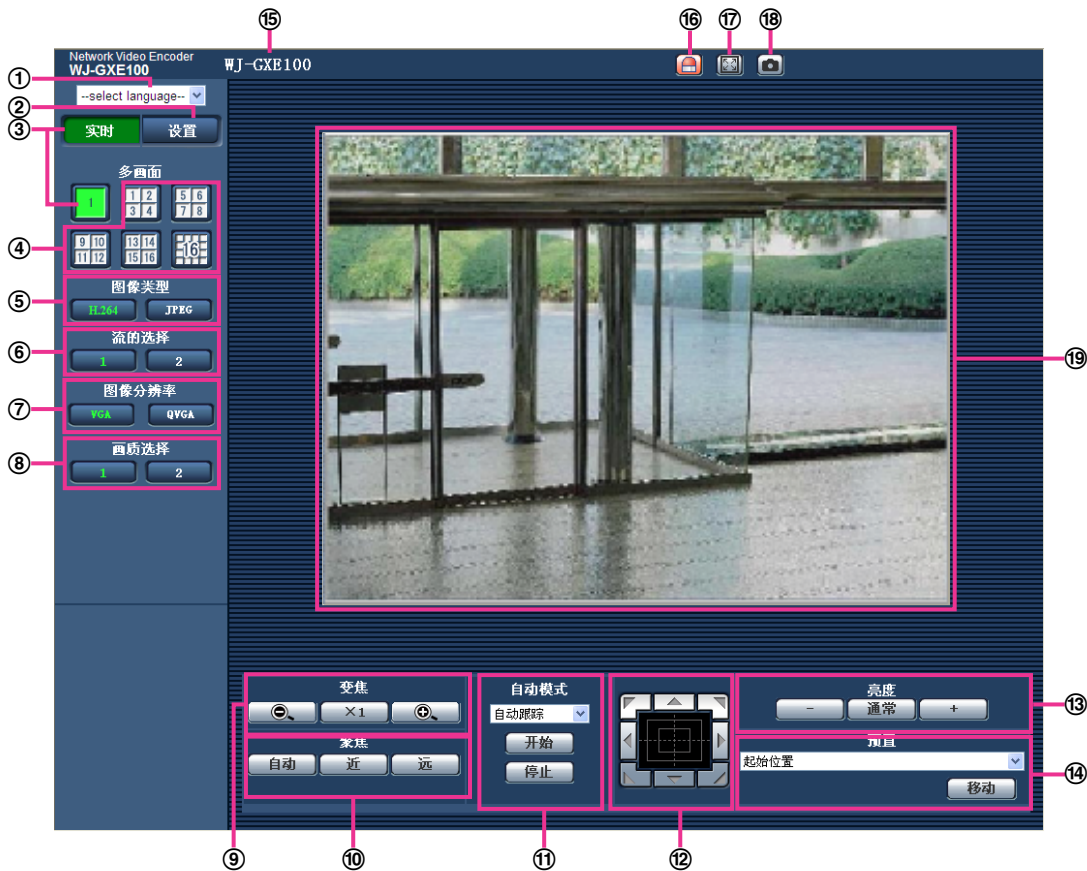 ⑮ ⑯ ⑰ ⑱
Network Video Encoder
WJ-GXE100
WJ-GXE100
①
--select language--
②
③
实时 设置
多画面
1
1 2
3 4
5 6
7 8
④
9 10
11 12
13 14
15 16
16
图像类型
⑤
H.264 JPEG
流的选择
⑥
1 2
⑲
图像分辨率
⑦
VGA QVGA
画质选择
⑧
1 2
变焦
⑨
×1
聚焦
自动 近 远
自动模式
自动跟踪
开始
停止
亮度
- 通常 +
⑬
预置
起始位置
⑭
移动
⑨ ⑩ ⑪ ⑫